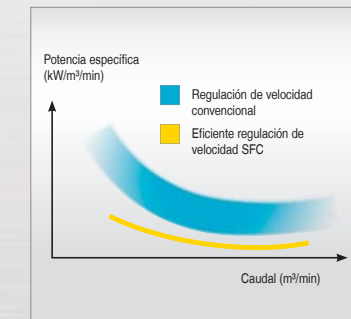 Potencia específica
(kW/m³/min)
Regulación de velocidad
convencional
Eficiente regulación de
velocidad SFC
Caudal (m³/min)